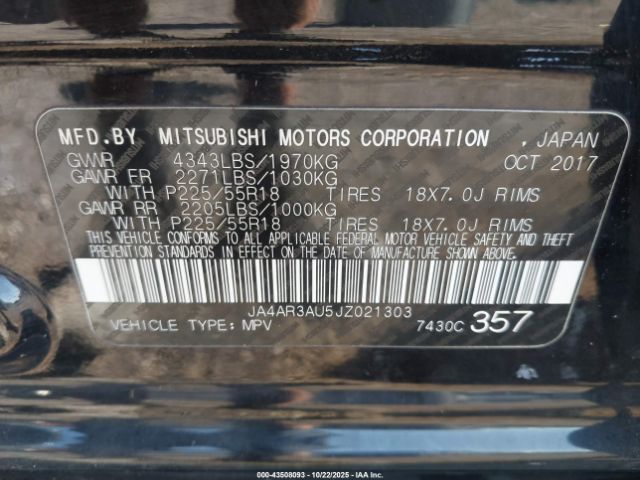 MFD.BY MITSUBISHI MOTORS CORPORATION , JAPAN
GVWR 4343LBS/1970KG OCT 2017
GAWR FR 2271LBS/1030KG
WITH P225/55R18 TIRES 18X7.0J RIMS
GAWR RR 2205LBS/1000KG
WITH P225/55R18 TIRES 18X7.0J RIMS
THIS VEHICLE CONFORMS TO ALL APPLICABLE FEDERAL MOTOR VEHICLE SAFETY AND THEFT
PREVENTION STANDARDS IN EFFECT ON THE DATE OF MANUFACTURE SHOWN ABOVE.
JA4AR3AU5JZ021303
VEHICLE TYPE: MPV 7430C 357
000-43508093 - 10/22/2025 - IAAI.COM